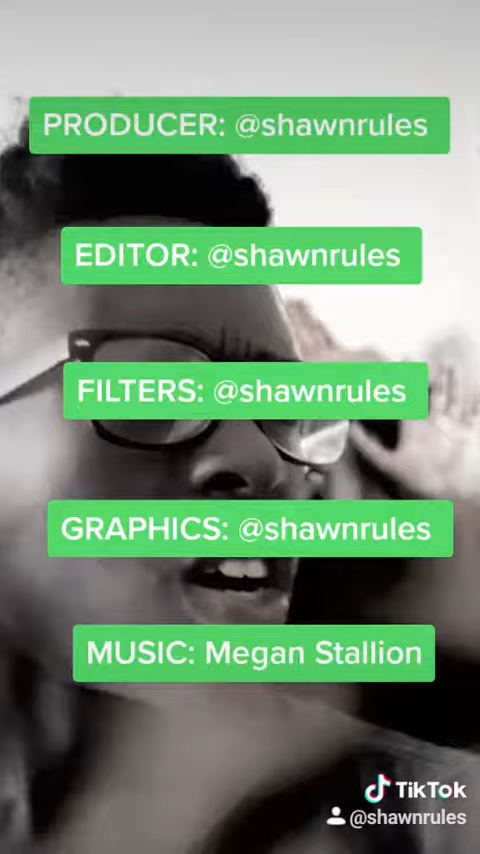 PRODUCER: @shawnrules
EDITOR: @shawnrules
FILTERS: @shawnrules
GRAPHICS: @shawnrules
MUSIC: Megan Stallion
TikTok
@shawnrules